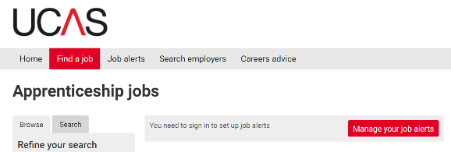 UCAS
Home Find a job Job alerts Search employers Careers advice
Apprenticeship jobs
Browse Search
You need to sign in to set up job alerts
Manage your job alerts
Refine your search